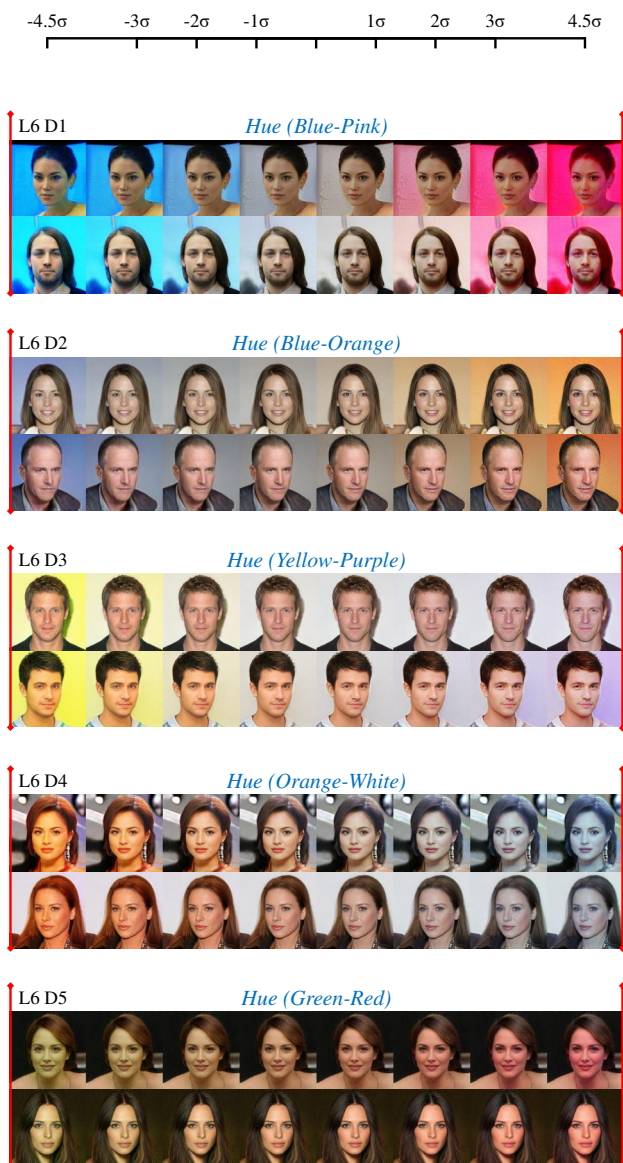 -4.5σ -3σ -2σ -1σ 1σ 2σ 3σ 4.5σ
L6 D1 Hue (Blue-Pink)
L6 D2 Hue (Blue-Orange)
L6 D3 Hue (Yellow-Purple)
L6 D4 Hue (Orange-White)
L6 D5 Hue (Green-Red)